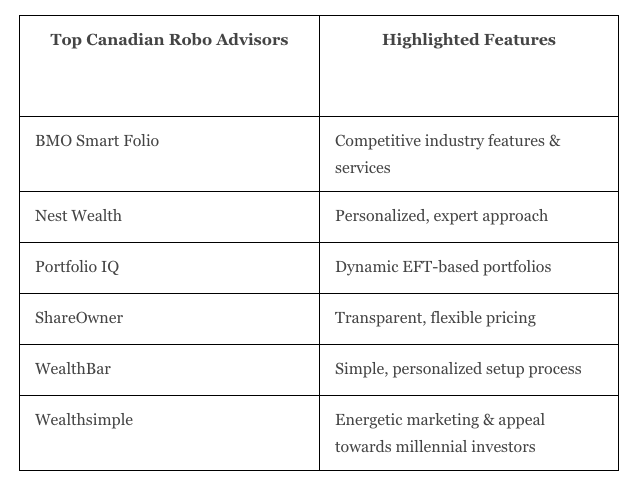 Top Canadian Robo Advisors
Highlighted Features
BMO Smart Folio
Competitive industry features &
services
Nest Wealth
Personalized, expert approach
Portfolio IQ
Dynamic EFT-based portfolios
ShareOwner
Transparent, flexible pricing
WealthBar
Simple, personalized setup process
Wealthsimple
Energetic marketing & appeal
towards millennial investors